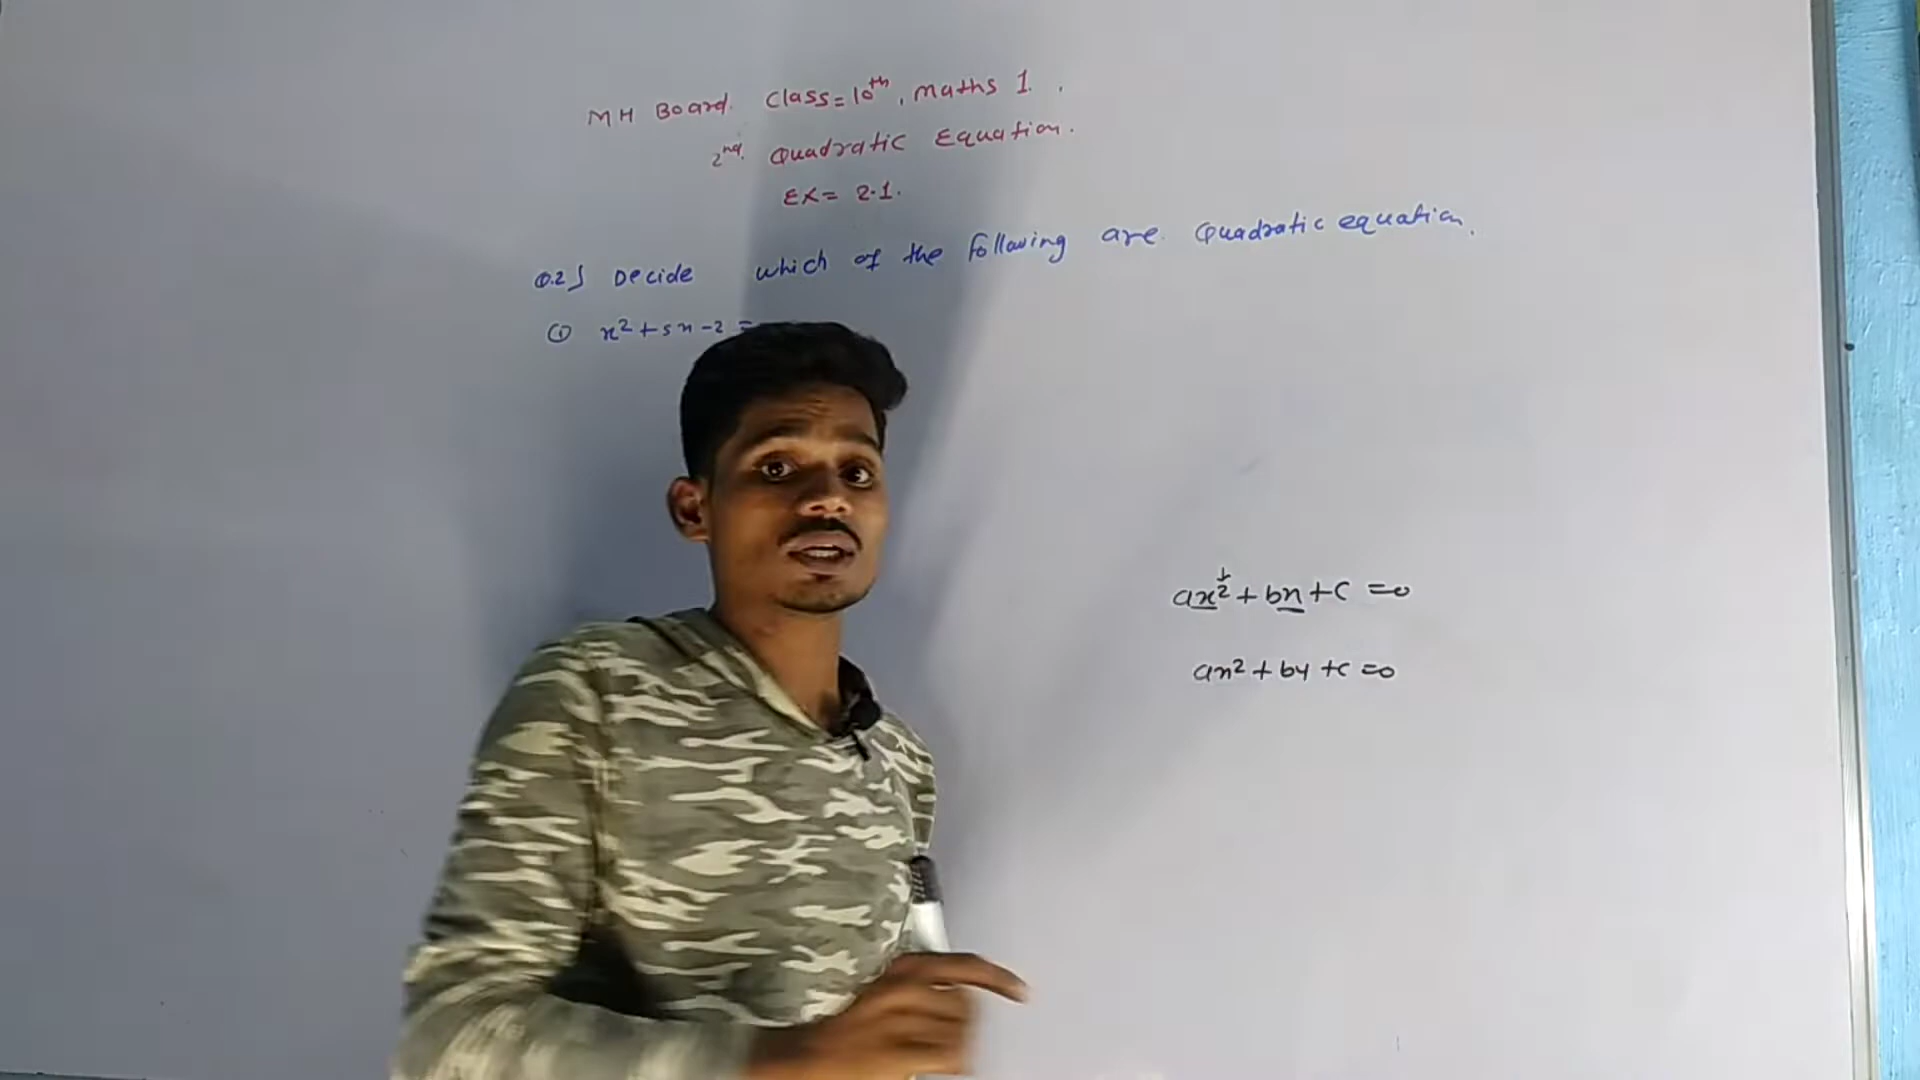 MH Board. Class=10th, maths 1.
2nd. Quadratic Equation.
EX= 2.1.
Q.2] Decide which of the following are Quadratic equation.
① x²+5x-2 =
ax²+bx+c =0
ax²+by+c=0